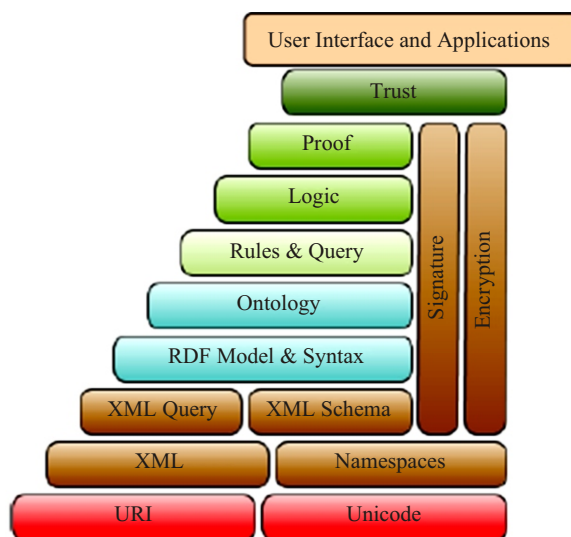 User Interface and Applications
Trust
Proof
Logic
Rules & Query
Ontology
RDF Model & Syntax
XML Query
XML Schema
Signature
Encryption
XML
Namespaces
URI
Unicode